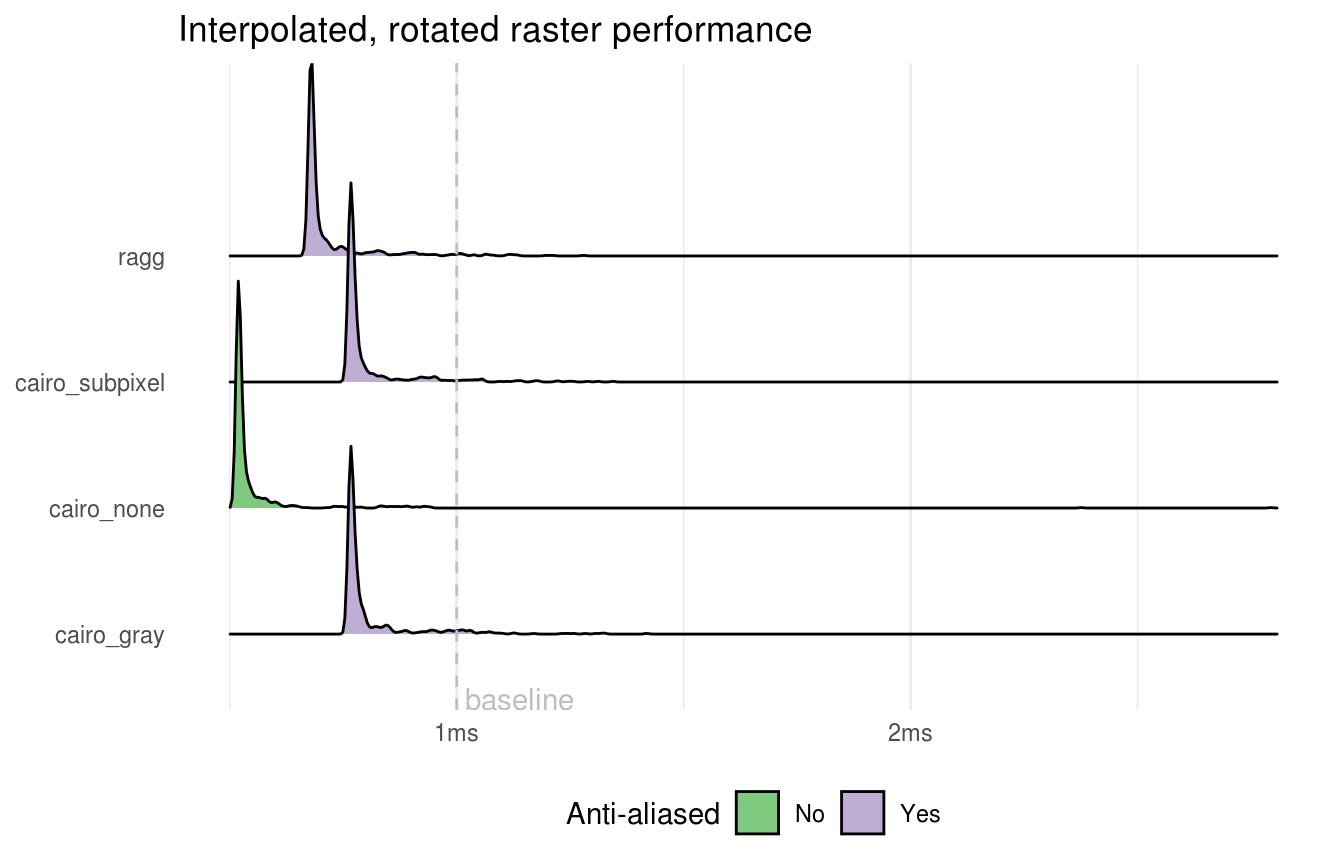 Interpolated, rotated raster performance
ragg
cairo_subpixel
cairo_none
cairo_gray
baseline
1ms 2ms
Anti-aliased No Yes